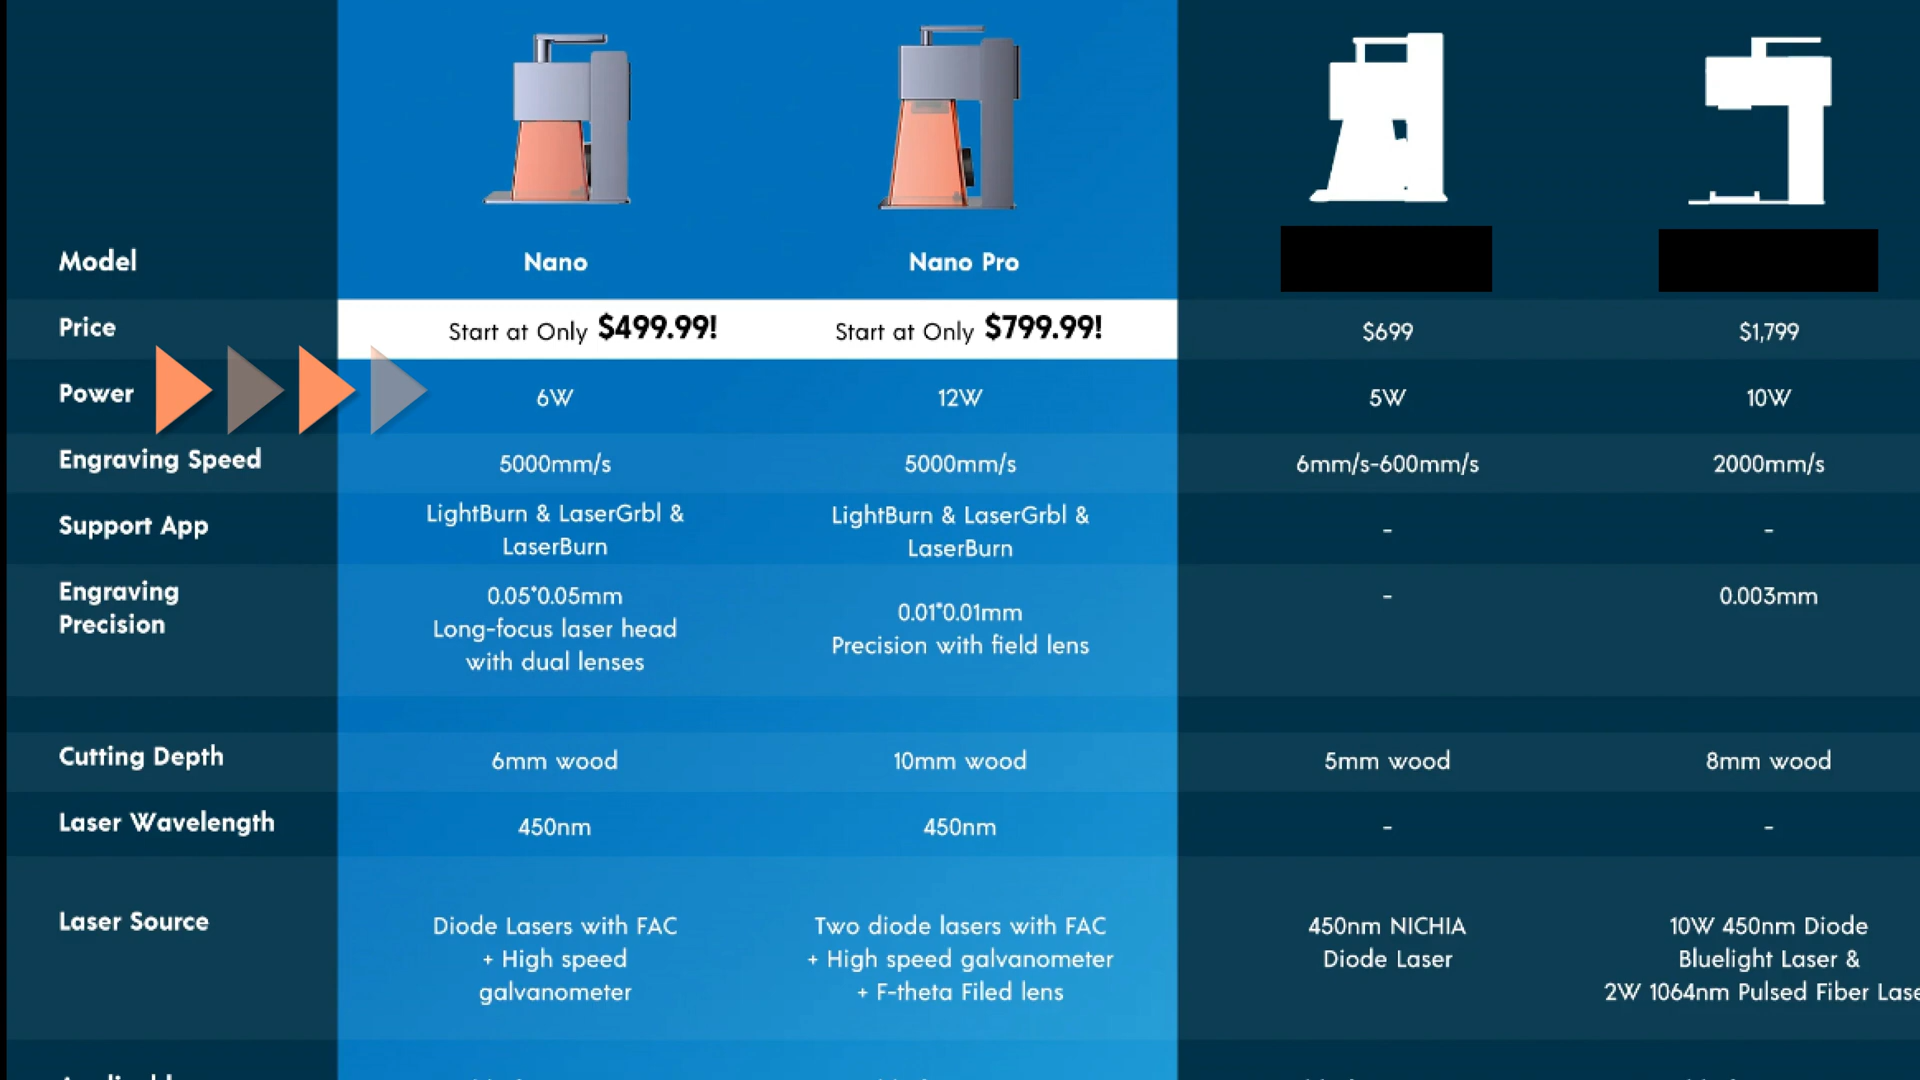 Model Nano Nano Pro
Price Start at Only $499.99! Start at Only $799.99! $699 $1,799
Power 6W 12W 5W 10W
Engraving Speed 5000mm/s 5000mm/s 6mm/s-600mm/s 2000mm/s
Support App
LightBurn & LaserGrbl &
LaserBurn
LightBurn & LaserGrbl &
LaserBurn
- -
Engraving
Precision
0.05*0.05mm
Long-focus laser head
with dual lenses
0.01*0.01mm
Precision with field lens
- 0.003mm
Cutting Depth 6mm wood 10mm wood 5mm wood 8mm wood
Laser Wavelength 450nm 450nm - -
Laser Source
Diode Lasers with FAC
+ High speed
galvanometer
Two diode lasers with FAC
+ High speed galvanometer
+ F-theta Filed lens
450nm NICHIA
Diode Laser
10W 450nm Diode
Bluelight Laser &
2W 1064nm Pulsed Fiber Lase